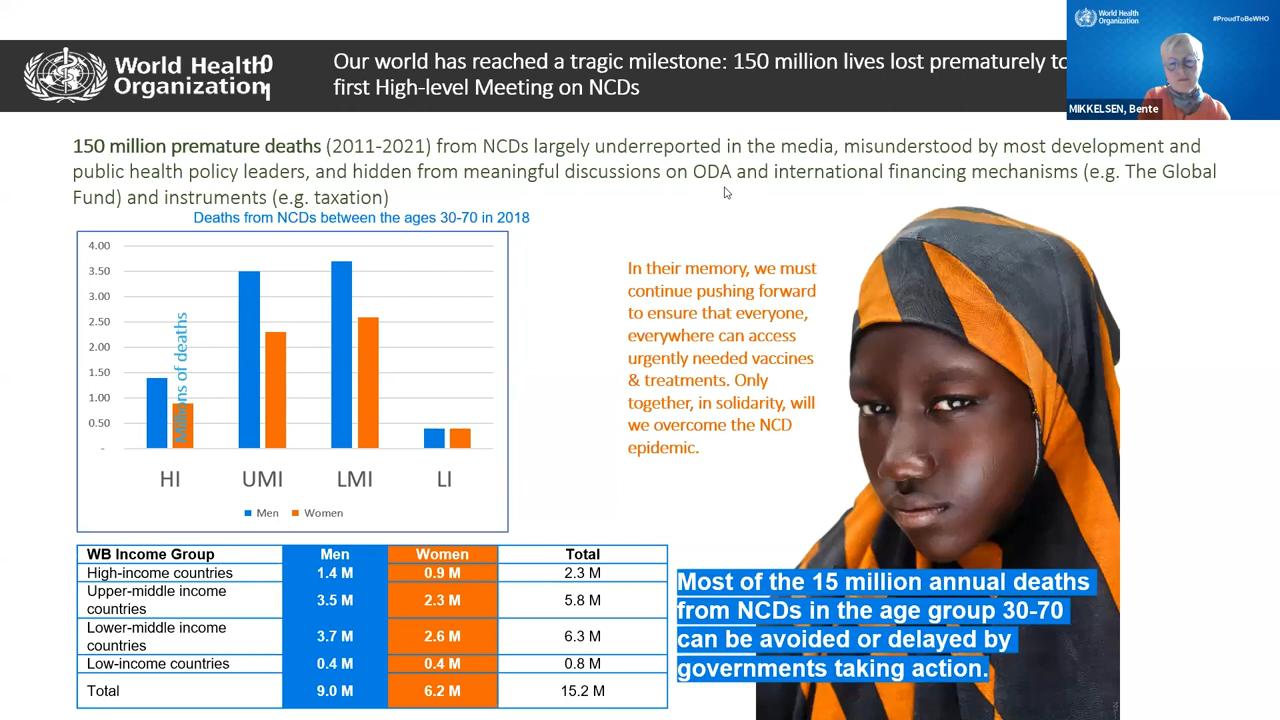 World Health Organization
#ProudToBeWHO
MIKKELSEN, Bente
World Health
Organization
Our world has reached a tragic milestone: 150 million lives lost prematurely to
first High-level Meeting on NCDs
150 million premature deaths (2011-2021) from NCDs largely underreported in the media, misunderstood by most development and
public health policy leaders, and hidden from meaningful discussions on ODA and international financing mechanisms (e.g. The Global
Fund) and instruments (e.g. taxation)
Deaths from NCDs between the ages 30-70 in 2018
4.00
3.50
3.00
2.50
2.00
1.50
1.00
0.50
-
Millions of deaths
HI UMI LMI LI
Men Women
In their memory, we must
continue pushing forward
to ensure that everyone,
everywhere can access
urgently needed vaccines
& treatments. Only
together, in solidarity, will
we overcome the NCD
epidemic.
WB Income Group Men Women Total
High-income countries 1.4 M 0.9 M 2.3 M
Upper-middle income
countries 3.5 M 2.3 M 5.8 M
Lower-middle income
countries 3.7 M 2.6 M 6.3 M
Low-income countries 0.4 M 0.4 M 0.8 M
Total 9.0 M 6.2 M 15.2 M
Most of the 15 million annual deaths
from NCDs in the age group 30-70
can be avoided or delayed by
governments taking action.